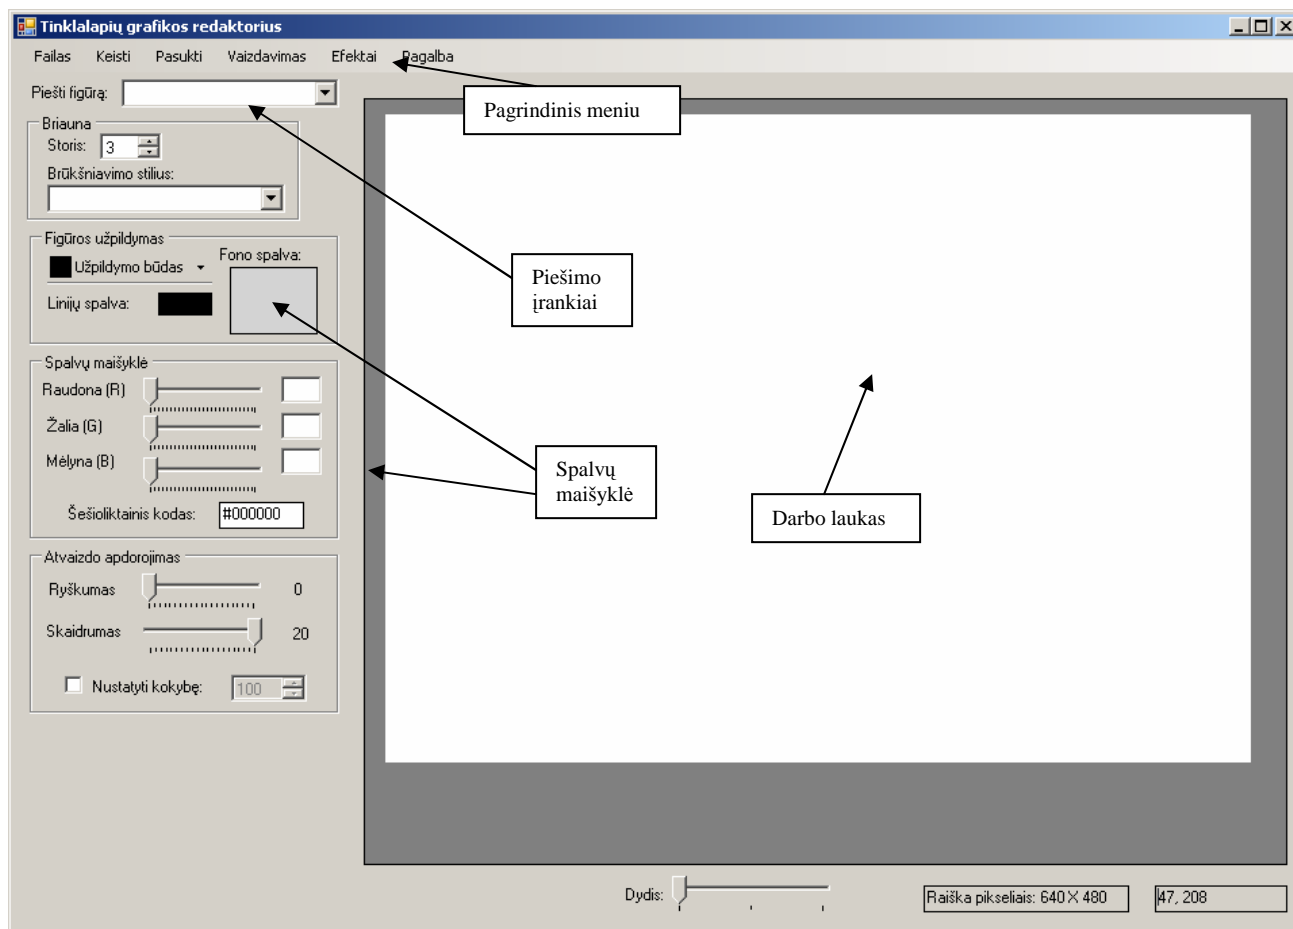 Tinklalapių grafikos redaktorius
Failas Keisti Pasukti Vaizdavimas Efektai Pagalba
Piešti figūrą:
Pagrindinis meniu
Briauna
Storis: 3
Brūkšniavimo stilius:
Figūros užpildymas
Užpildymo būdas
Fono spalva:
Linijų spalva:
Piešimo
įrankiai
Spalvų maišyklė
Raudona (R)
Žalia (G)
Mėlyna (B)
Šešioliktainis kodas: #000000
Spalvų
maišyklė
Darbo laukas
Atvaizdo apdorojimas
Ryškumas 0
Skaidrumas 20
Nustatyti kokybę: 100
Dydis:
Raiška pikseliais: 640 X 480
47, 208